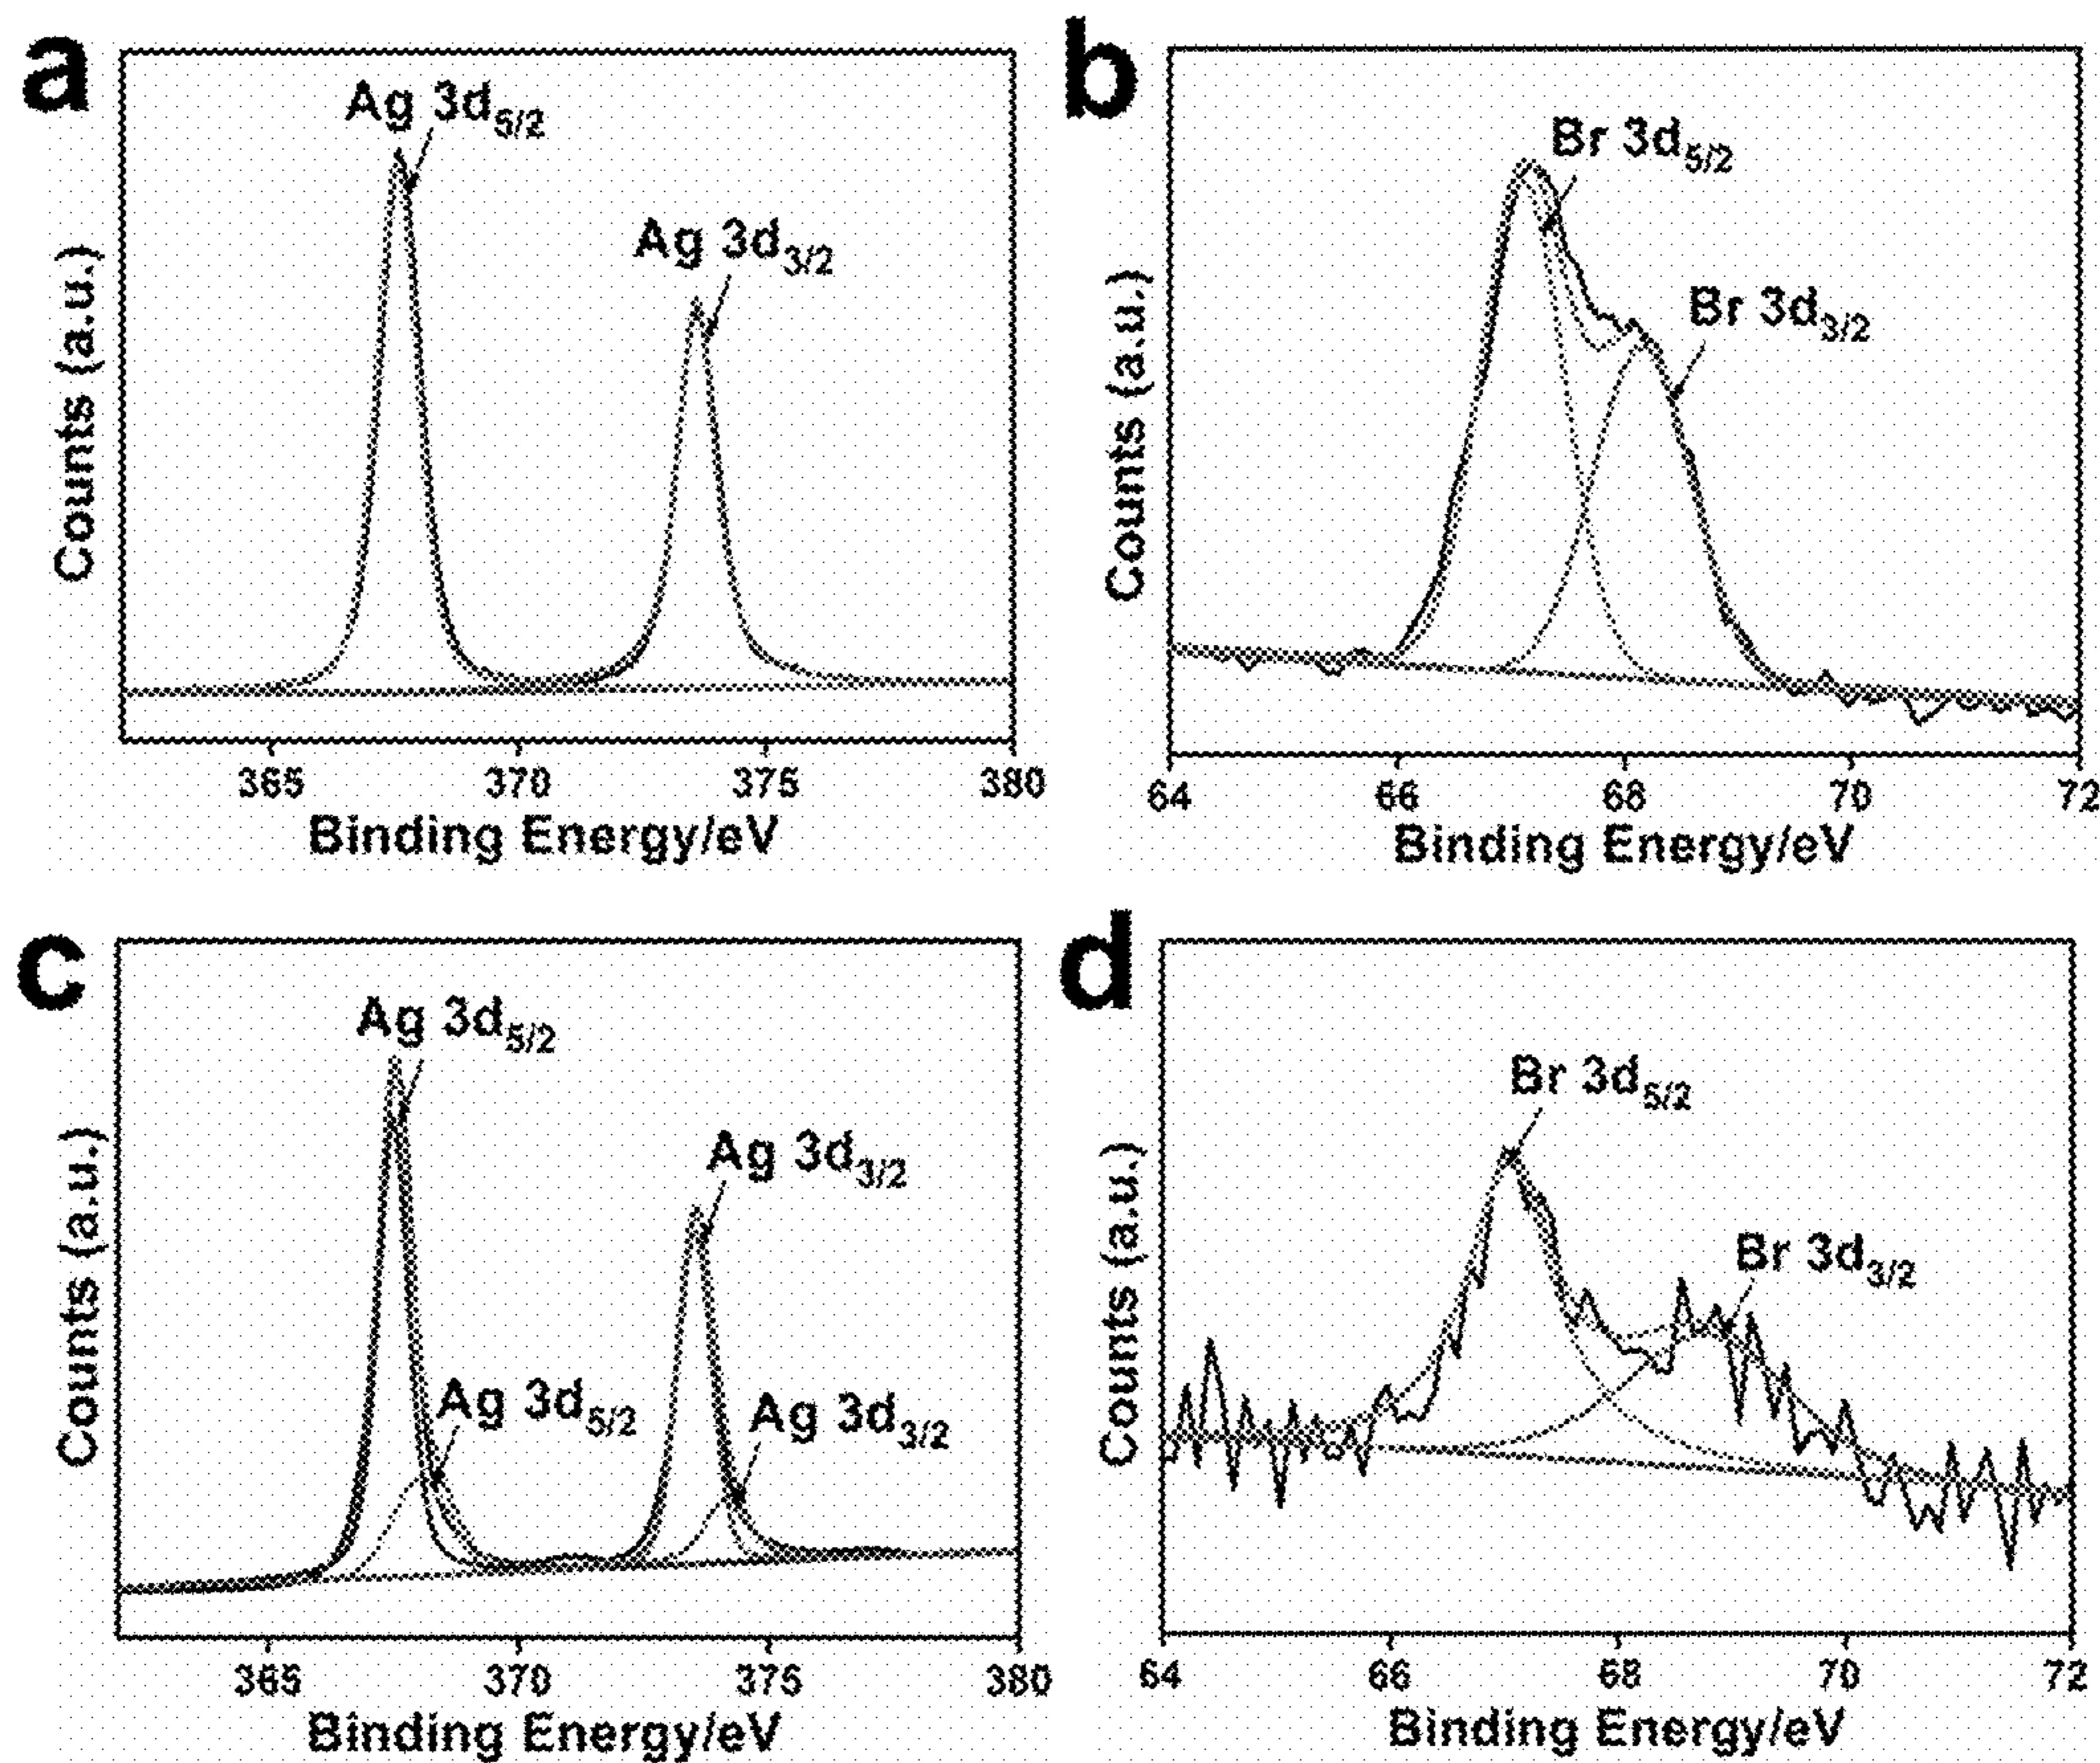 a
Ag 3d5/2
Ag 3d3/2
Counts (a.u.)
365 370 375 380
Binding Energy/eV
b
Br 3d5/2
Br 3d3/2
Counts (a.u.)
64 66 68 70 72
Binding Energy/eV
c
Ag 3d5/2
Ag 3d3/2
Ag 3d5/2
Ag 3d3/2
Counts (a.u.)
365 370 375 380
Binding Energy/eV
d
Br 3d5/2
Br 3d3/2
Counts (a.u.)
64 66 68 70 72
Binding Energy/eV